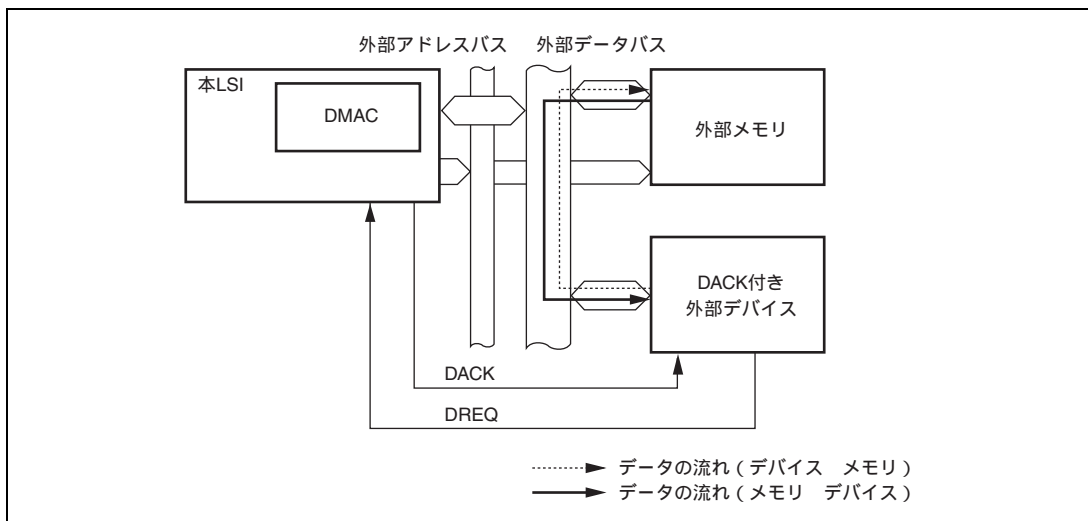 外部アドレスバス
外部データバス
本LSI
DMAC
外部メモリ
DACK付き
外部デバイス
DACK
DREQ
データの流れ(デバイス メモリ)
データの流れ(メモリ デバイス)